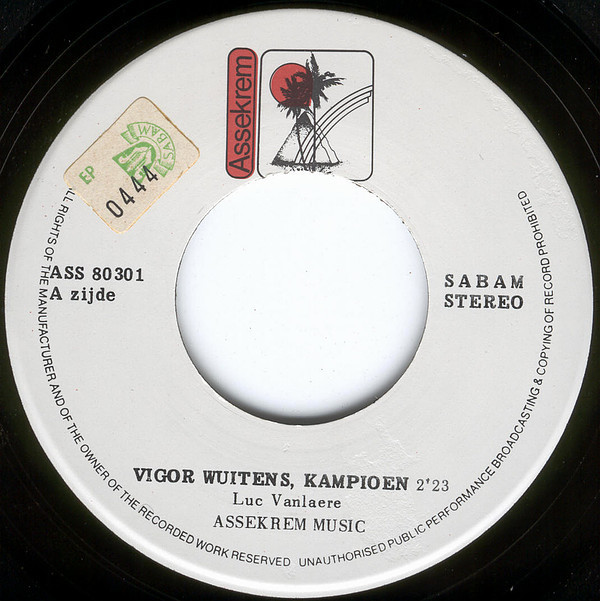 Assekrem
EP
SABAM
0444
ASS 80301
A zijde
SABAM
STEREO
VIGOR WUITENS, KAMPIOEN 2'23
Luc Vanlaere
ASSEKREM MUSIC
ALL RIGHTS OF THE MANUFACTURER AND OF THE OWNER OF THE RECORDED WORK RESERVED UNAUTHORISED PUBLIC PERFORMANCE BROADCASTING & COPYING OF RECORD PROHIBITED